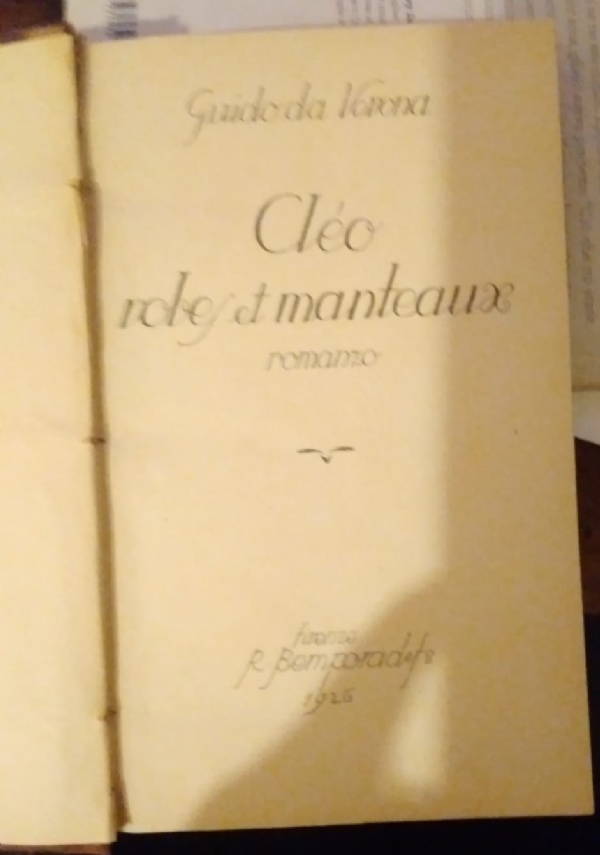 Guido da Verona
Cléo
robes et manteaux
romanzo
firenze
R. Bemporad & f°
1926